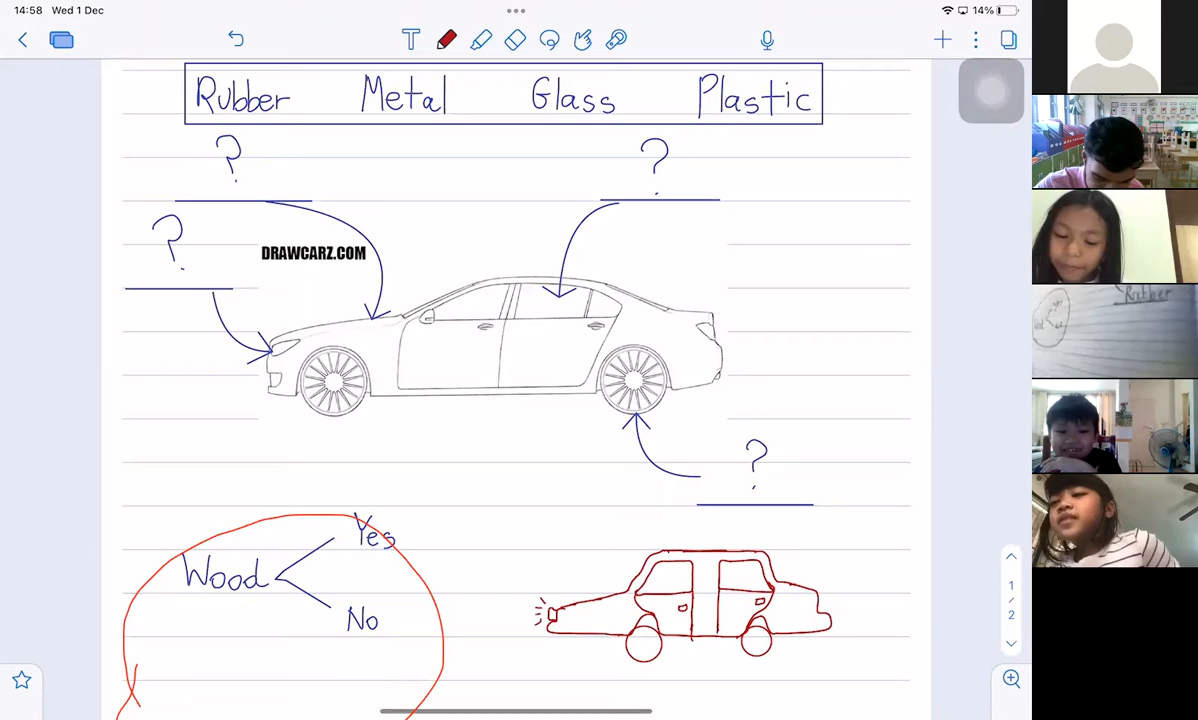 14:58 Wed 1 Dec
14%
Rubber Metal Glass Plastic
?
?
?
DRAWCARZ.COM
?
Yes
Wood
No
1
/
2
Rubber